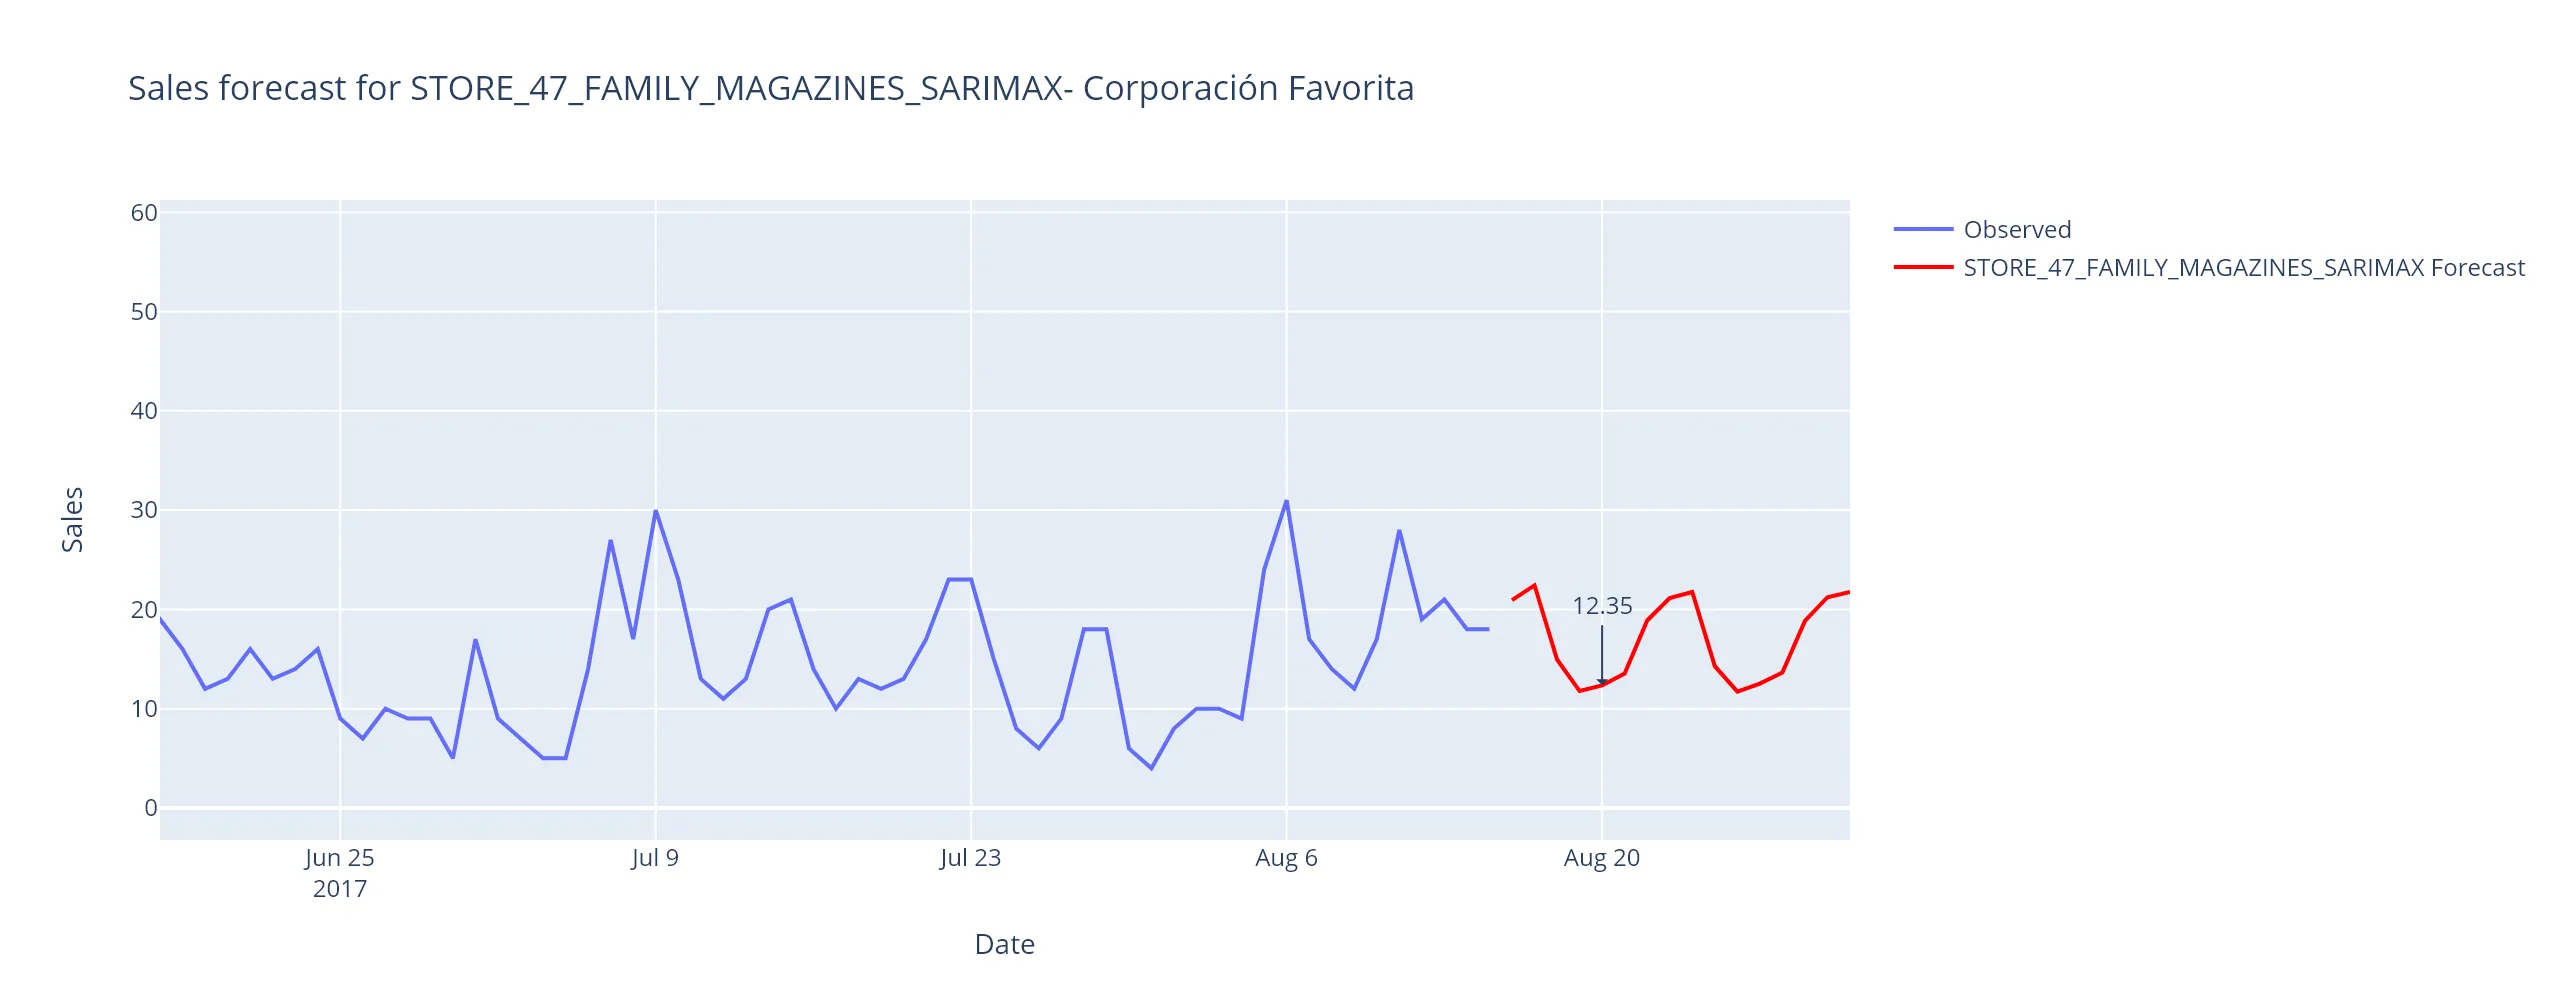 Sales forecast for STORE_47_FAMILY_MAGAZINES_SARIMAX- Corporación Favorita
Observed
STORE_47_FAMILY_MAGAZINES_SARIMAX Forecast
60
50
40
30
20
10
0
Sales
12.35
Jun 25
2017
Jul 9
Jul 23
Aug 6
Aug 20
Date